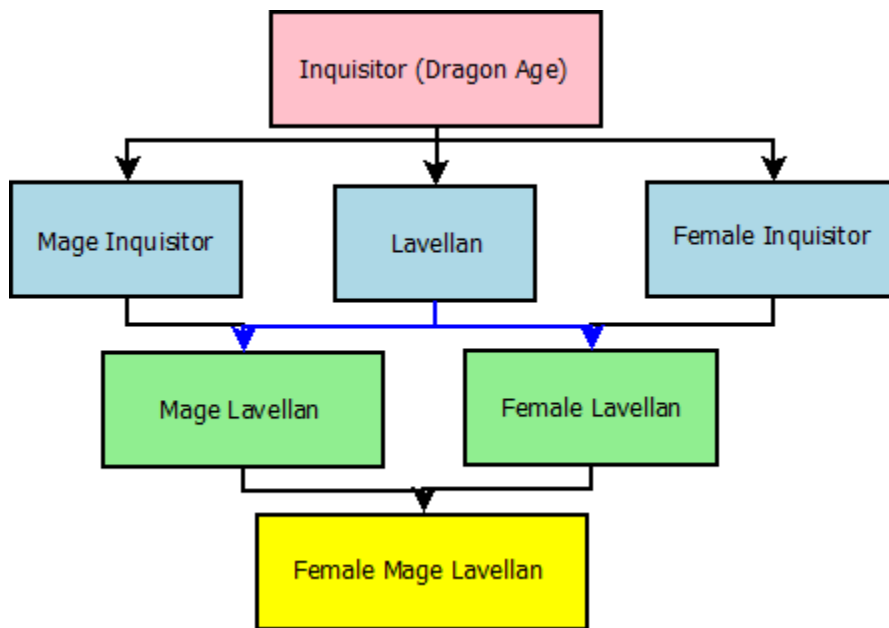 Inquisitor (Dragon Age)
Mage Inquisitor
Lavellan
Female Inquisitor
Mage Lavellan
Female Lavellan
Female Mage Lavellan